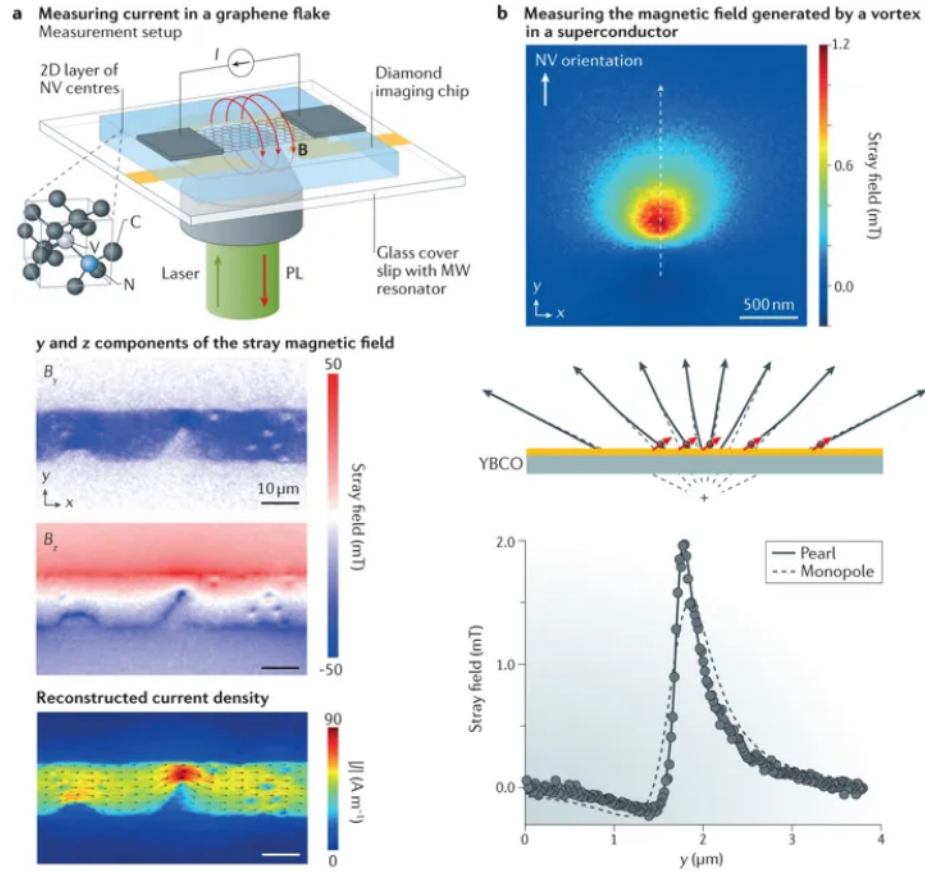 a Measuring current in a graphene flake
Measurement setup
I
2D layer of
NV centres
Diamond
imaging chip
B
C
V
N
Laser
PL
Glass cover
slip with MW
resonator
y and z components of the stray magnetic field
B_y
y
x
10 μm
B_z
50
Stray field (mT)
-50
Reconstructed current density
90
|J| (A m⁻¹)
0
b Measuring the magnetic field generated by a vortex
in a superconductor
NV orientation
y
x
500 nm
1.2
0.6
0.0
Stray field (mT)
YBCO
+
2.0
1.0
0.0
Stray field (mT)
Pearl
Monopole
0 1 2 3 4
y (μm)